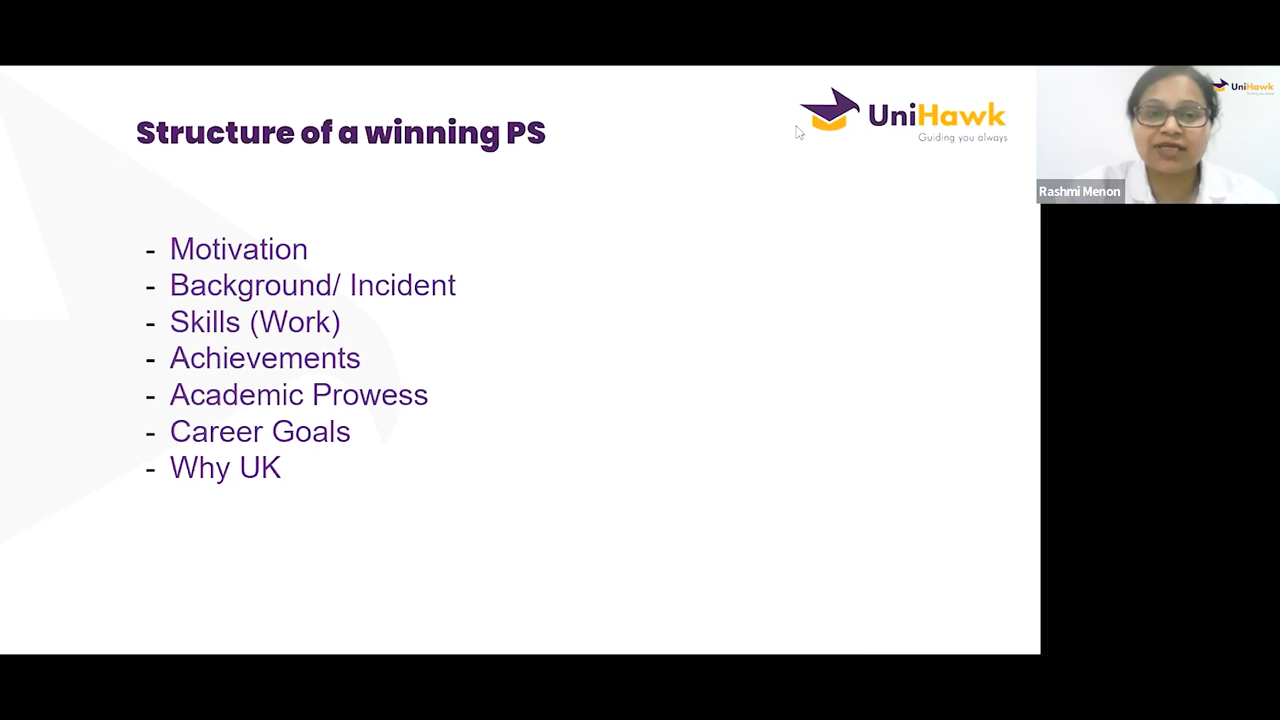 Structure of a winning PS
UniHawk
Guiding you always
UniHawk
Rashmi Menon
- Motivation
- Background/ Incident
- Skills (Work)
- Achievements
- Academic Prowess
- Career Goals
- Why UK